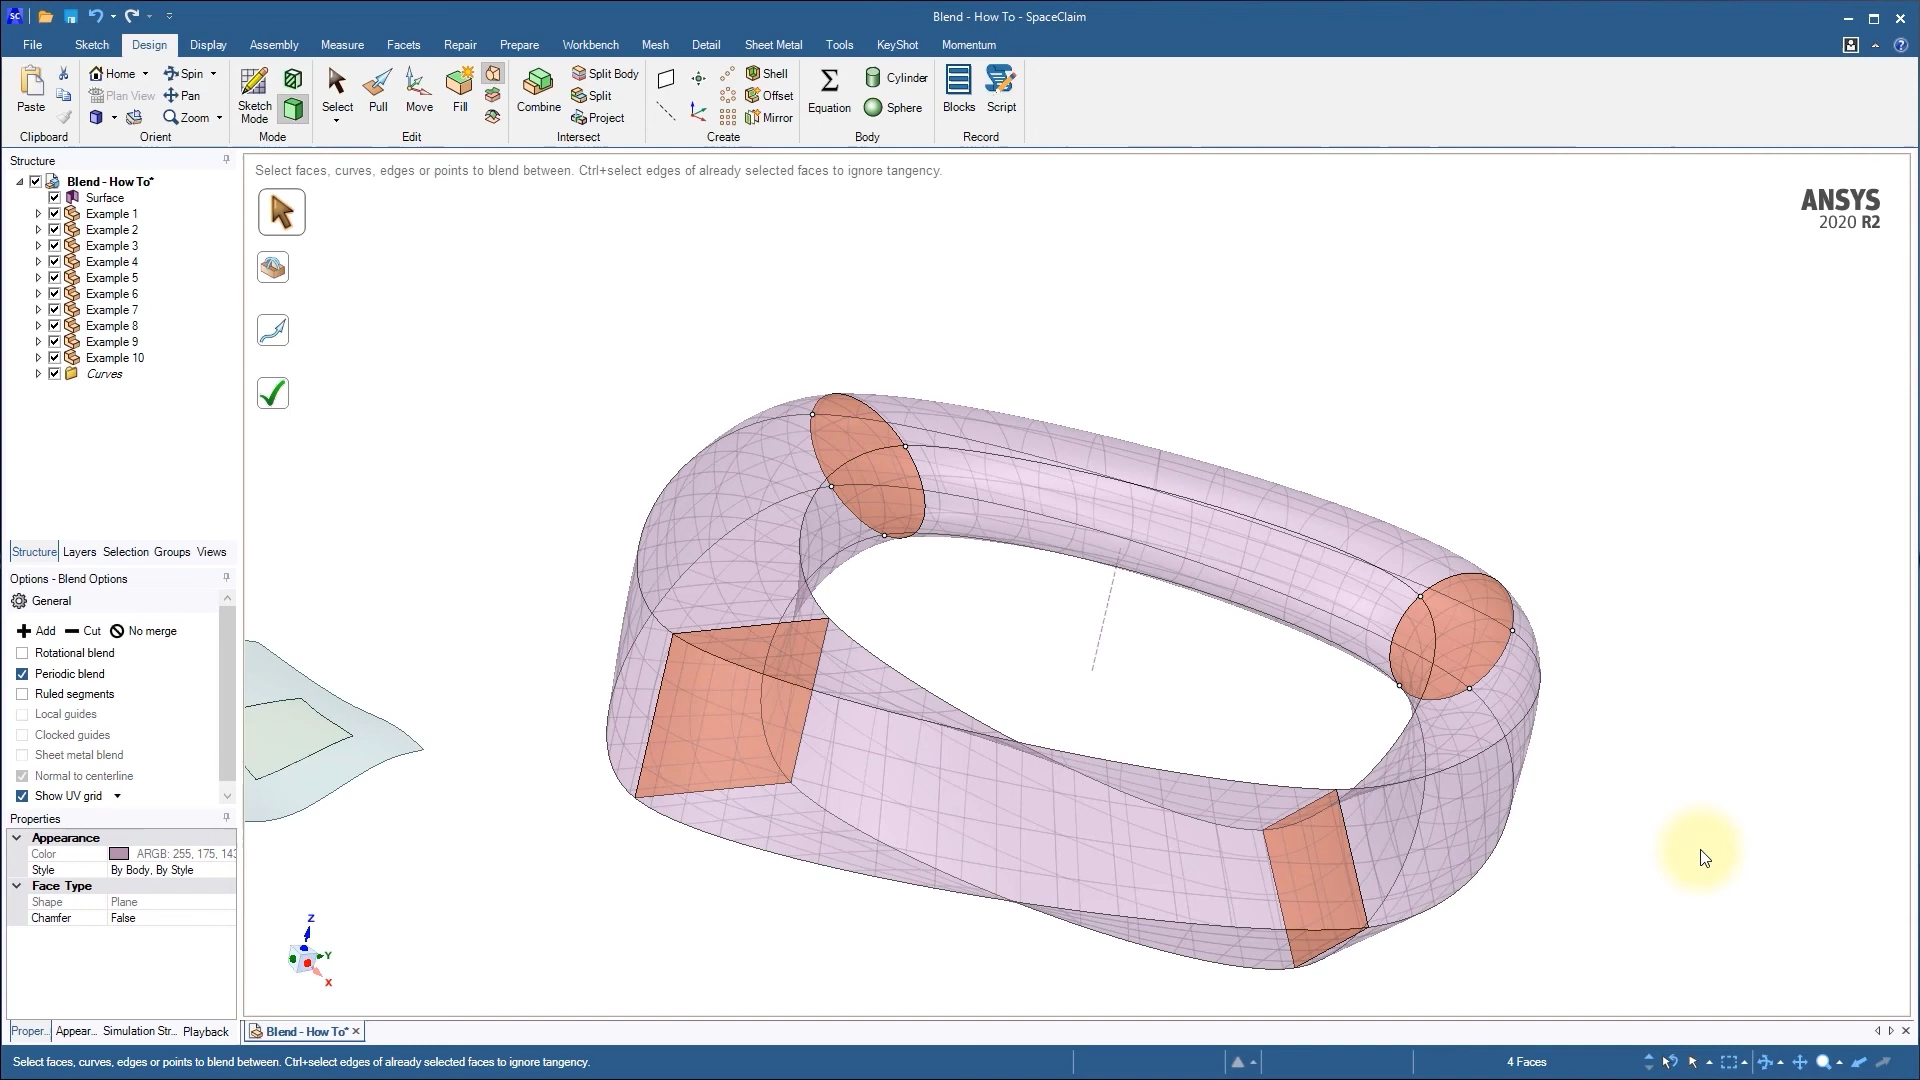 SC
Blend - How To - SpaceClaim
File Sketch Design Display Assembly Measure Facets Repair Prepare Workbench Mesh Detail Sheet Metal Tools KeyShot Momentum
Paste
Clipboard
Home Spin
Plan View Pan
Zoom
Orient
Sketch Mode
Mode
Select Pull Move Fill
Edit
Combine
Split Body
Split
Project
Intersect
Shell
Offset
Mirror
Create
Equation
Cylinder
Sphere
Body
Blocks Script
Record
Structure
Blend - How To*
Surface
Example 1
Example 2
Example 3
Example 4
Example 5
Example 6
Example 7
Example 8
Example 9
Example 10
Curves
Structure Layers Selection Groups Views
Options - Blend Options
General
Add Cut No merge
Rotational blend
Periodic blend
Ruled segments
Local guides
Clocked guides
Sheet metal blend
Normal to centerline
Show UV grid
Properties
Appearance
Color ARGB: 255, 175, 143
Style By Body, By Style
Face Type
Shape Plane
Chamfer False
Proper... Appear... Simulation Str... Playback
Select faces, curves, edges or points to blend between. Ctrl+select edges of already selected faces to ignore tangency.
ANSYS
2020 R2
Z
Y
X
Blend - How To*
Select faces, curves, edges or points to blend between. Ctrl+select edges of already selected faces to ignore tangency.
4 Faces